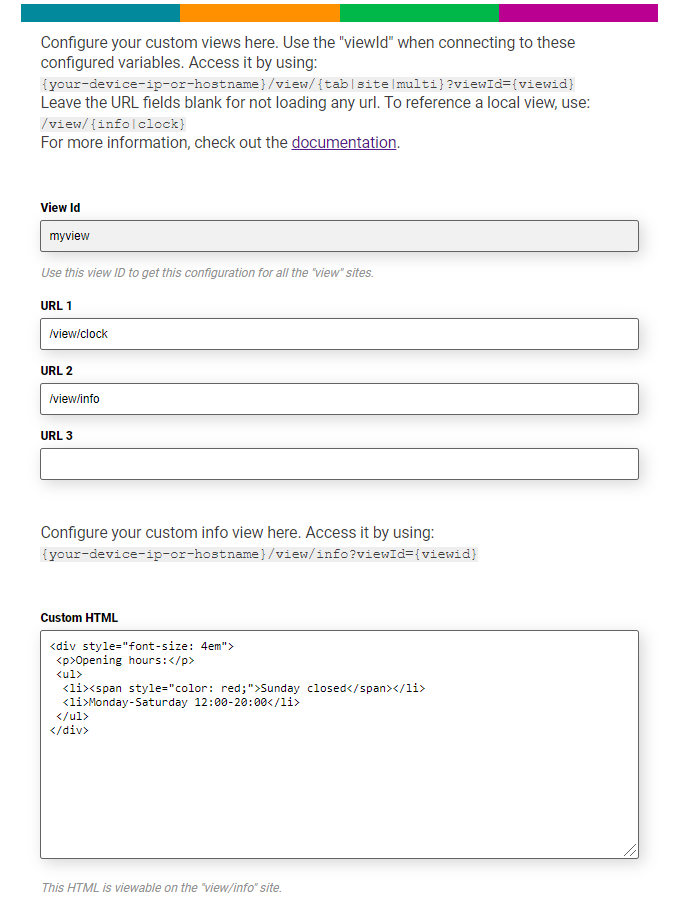 Configure your custom views here. Use the "viewId" when connecting to these
configured variables. Access it by using:
{your-device-ip-or-hostname}/view/{tab|site|multi}?viewId={viewid}
Leave the URL fields blank for not loading any url. To reference a local view, use:
/view/{info|clock}
For more information, check out the documentation.
View Id
myview
Use this view ID to get this configuration for all the "view" sites.
URL 1
/view/clock
URL 2
/view/info
URL 3
Configure your custom info view here. Access it by using:
{your-device-ip-or-hostname}/view/info?viewId={viewid}
Custom HTML
<div style="font-size: 4em">
<p>Opening hours:</p>
<ul>
<li><span style="color: red;">Sunday closed</span></li>
<li>Monday-Saturday 12:00-20:00</li>
</ul>
</div>
This HTML is viewable on the "view/info" site.